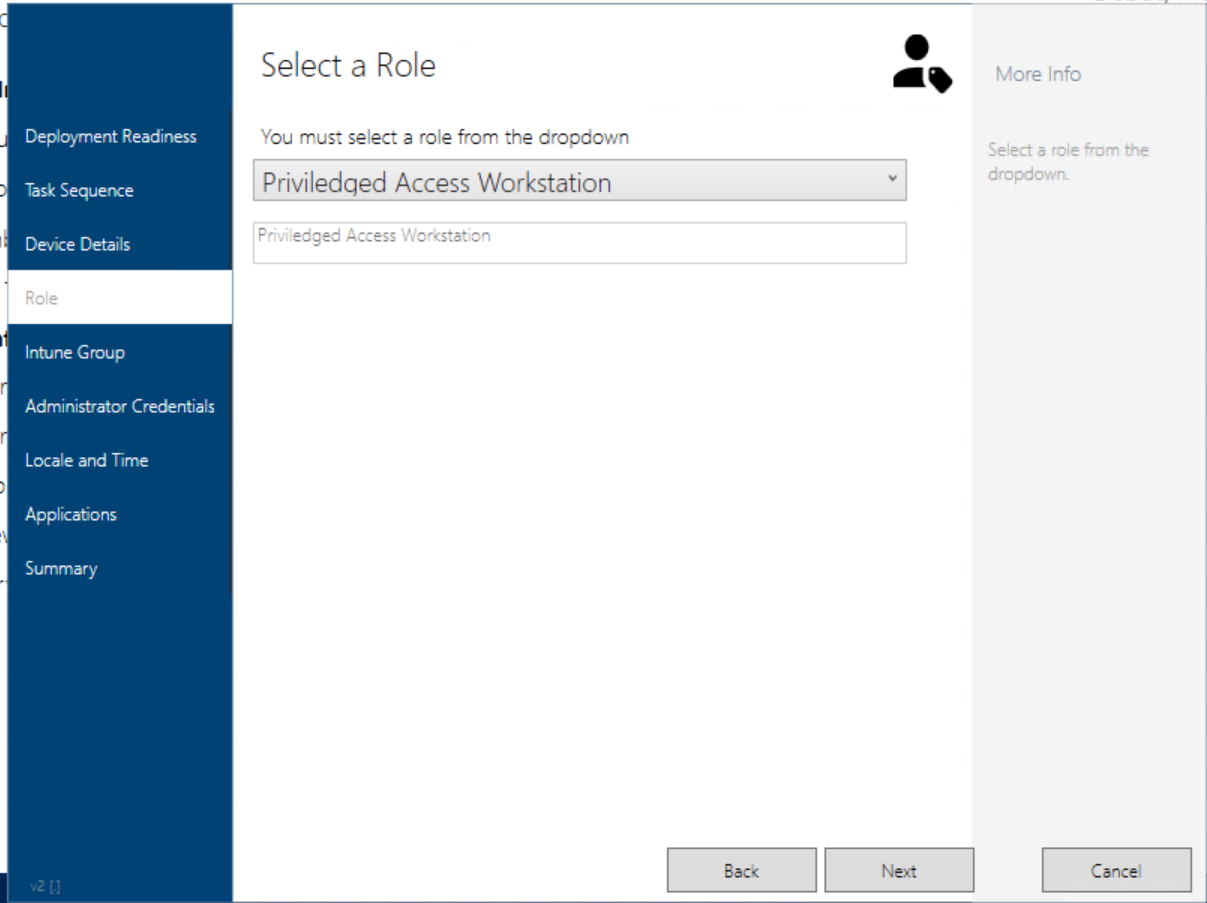 Select a Role
You must select a role from the dropdown
Priviledged Access Workstation
Priviledged Access Workstation
Deployment Readiness
Task Sequence
Device Details
Role
Intune Group
Administrator Credentials
Locale and Time
Applications
Summary
v2 [.]
More Info
Select a role from the
dropdown.
Back
Next
Cancel